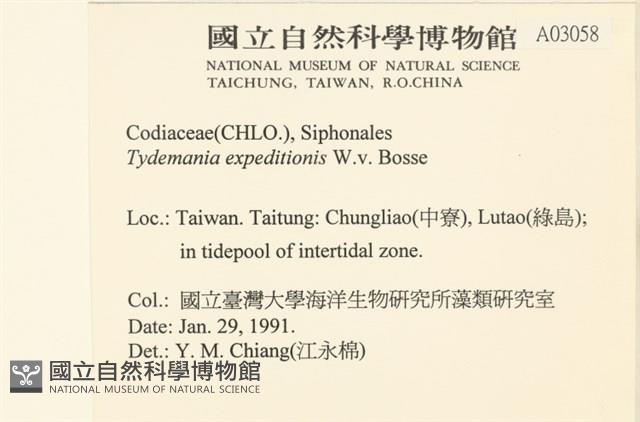 國立自然科學博物館 A03058
NATIONAL MUSEUM OF NATURAL SCIENCE
TAICHUNG, TAIWAN, R.O.CHINA
Codiaceae(CHLO.), Siphonales
Tydemania expeditionis W.v. Bosse
Loc.: Taiwan. Taitung: Chungliao(中寮), Lutao(綠島);
in tidepool of intertidal zone.
Col.: 國立臺灣大學海洋生物研究所藻類研究室
Date: Jan. 29, 1991.
Det.: Y. M. Chiang(江永棉)
國立自然科學博物館
NATIONAL MUSEUM OF NATURAL SCIENCE